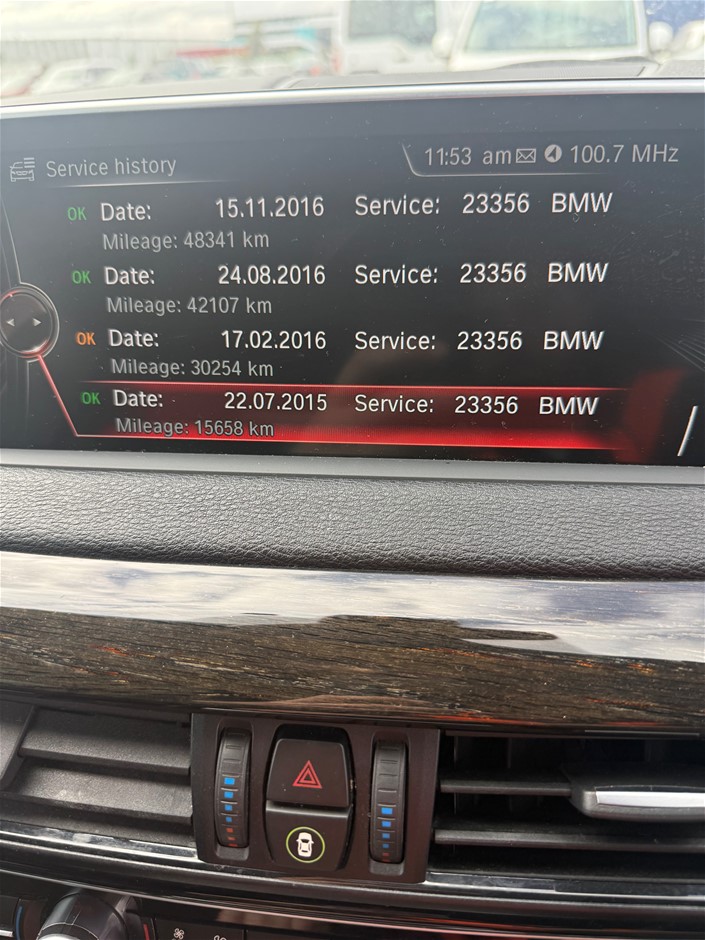 Service history
11:53 am 100.7 MHz
OK Date: 15.11.2016 Service: 23356 BMW
Mileage: 48341 km
OK Date: 24.08.2016 Service: 23356 BMW
Mileage: 42107 km
OK Date: 17.02.2016 Service: 23356 BMW
Mileage: 30254 km
OK Date: 22.07.2015 Service: 23356 BMW
Mileage: 15658 km